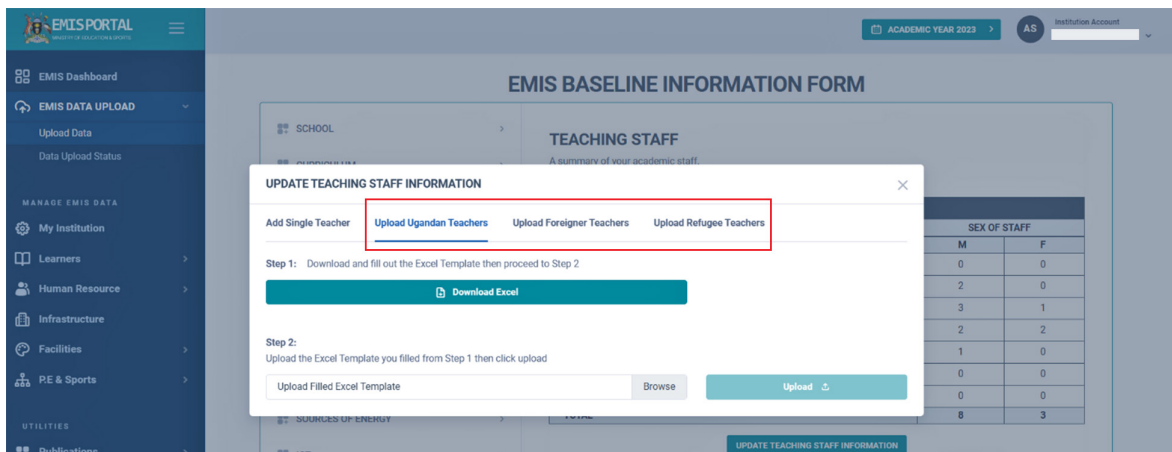 EMIS PORTAL
MINISTRY OF EDUCATION & SPORTS
ACADEMIC YEAR 2023
AS
Institution Account
EMIS Dashboard
EMIS DATA UPLOAD
Upload Data
Data Upload Status
MANAGE EMIS DATA
My Institution
Learners
Human Resource
Infrastructure
Facilities
P.E & Sports
UTILITIES
Publications
EMIS BASELINE INFORMATION FORM
SCHOOL
CURRICULUM
TEACHING STAFF
A summary of your academic staff.
UPDATE TEACHING STAFF INFORMATION
Add Single Teacher Upload Ugandan Teachers Upload Foreigner Teachers Upload Refugee Teachers
Step 1: Download and fill out the Excel Template then proceed to Step 2
Download Excel
Step 2:
Upload the Excel Template you filled from Step 1 then click upload
Upload Filled Excel Template Browse Upload
SEX OF STAFF
M F
0 0
2 0
3 1
2 2
1 0
0 0
0 0
TOTAL 8 3
SOURCES OF ENERGY
UPDATE TEACHING STAFF INFORMATION